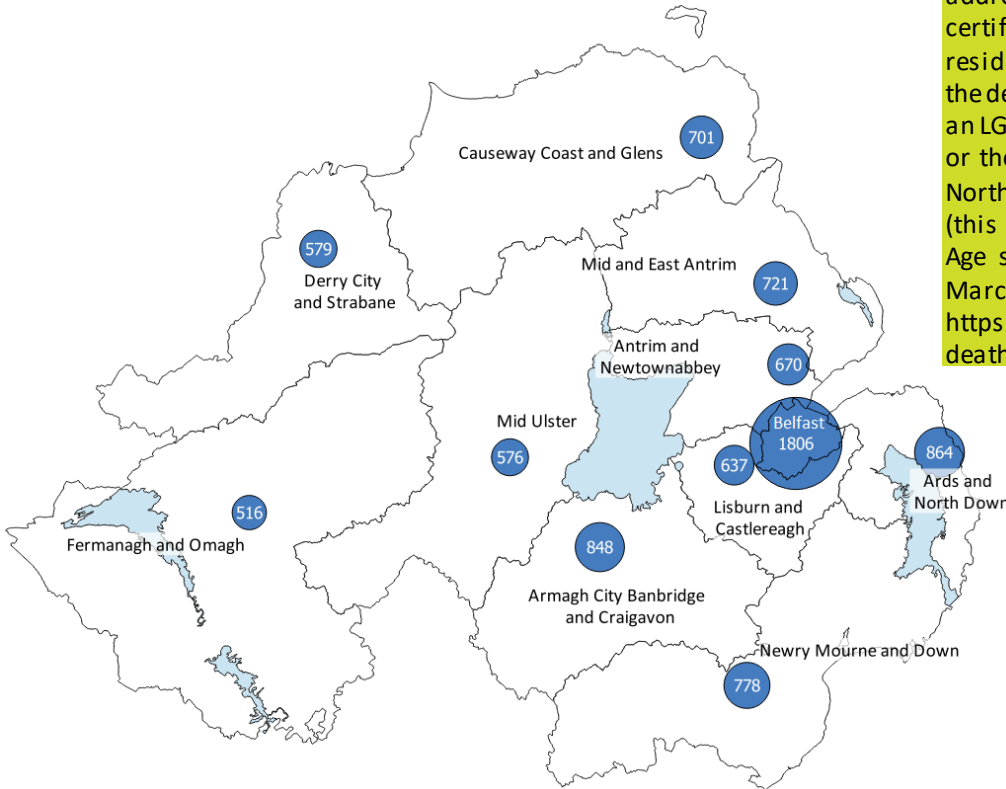 addr
certif
resid
the de
an LG
or the
North
(this
Age s
Marc
https
death
701
Causeway Coast and Glens
579
Derry City
and Strabane
Mid and East Antrim
721
Antrim and
Newtownabbey
670
Mid Ulster
576
Belfast
1806
637
Lisburn and
Castlereagh
864
Ards and
North Down
516
Fermanagh and Omagh
848
Armagh City Banbridge
and Craigavon
Newry Mourne and Down
778